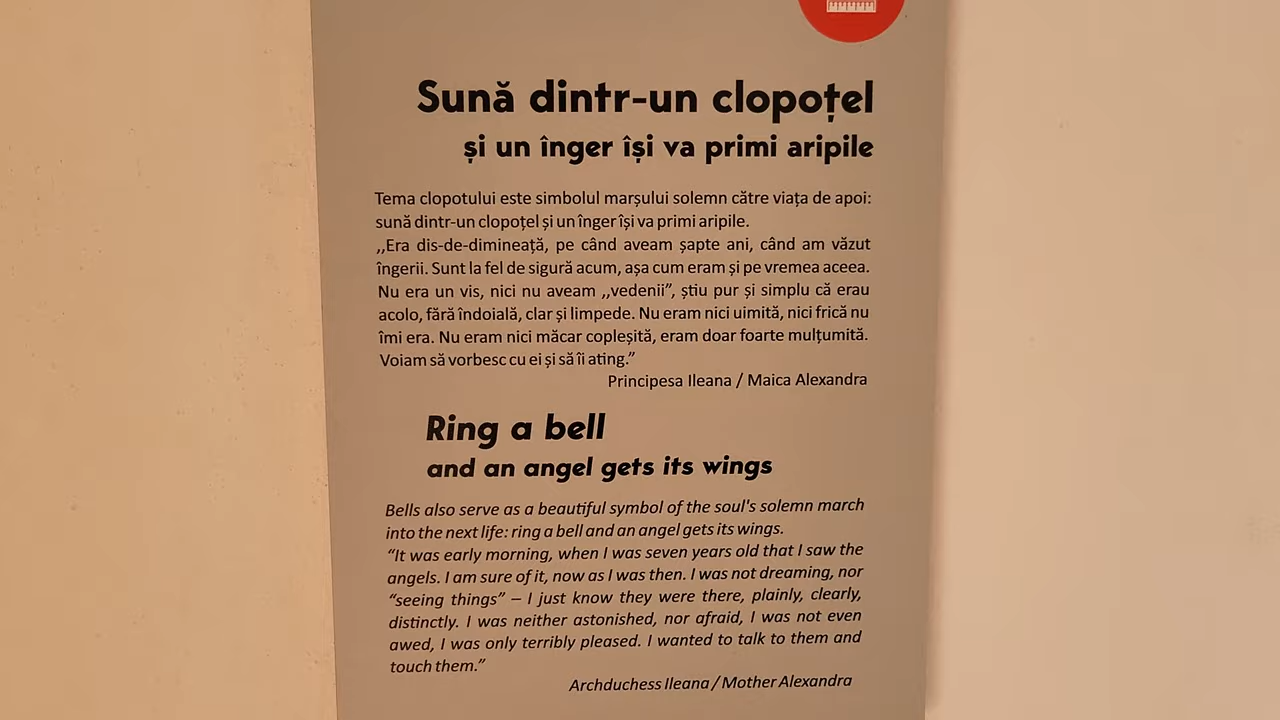 Sună dintr-un clopoțel
și un înger își va primi aripile
Tema clopotului este simbolul marșului solemn către viața de apoi:
sună dintr-un clopoțel și un înger își va primi aripile.
,,Era dis-de-dimineață, pe când aveam șapte ani, când am văzut
îngerii. Sunt la fel de sigură acum, așa cum eram și pe vremea aceea.
Nu era un vis, nici nu aveam ,,vedenii”, știu pur și simplu că erau
acolo, fără îndoială, clar și limpede. Nu eram nici uimită, nici frică nu
îmi era. Nu eram nici măcar copleșită, eram doar foarte mulțumită.
Voiam să vorbesc cu ei și să îi ating.”
Principesa Ileana / Maica Alexandra
Ring a bell
and an angel gets its wings
Bells also serve as a beautiful symbol of the soul's solemn march
into the next life: ring a bell and an angel gets its wings.
“It was early morning, when I was seven years old that I saw the
angels. I am sure of it, now as I was then. I was not dreaming, nor
“seeing things” – I just know they were there, plainly, clearly,
distinctly. I was neither astonished, nor afraid, I was not even
awed, I was only terribly pleased. I wanted to talk to them and
touch them.”
Archduchess Ileana / Mother Alexandra